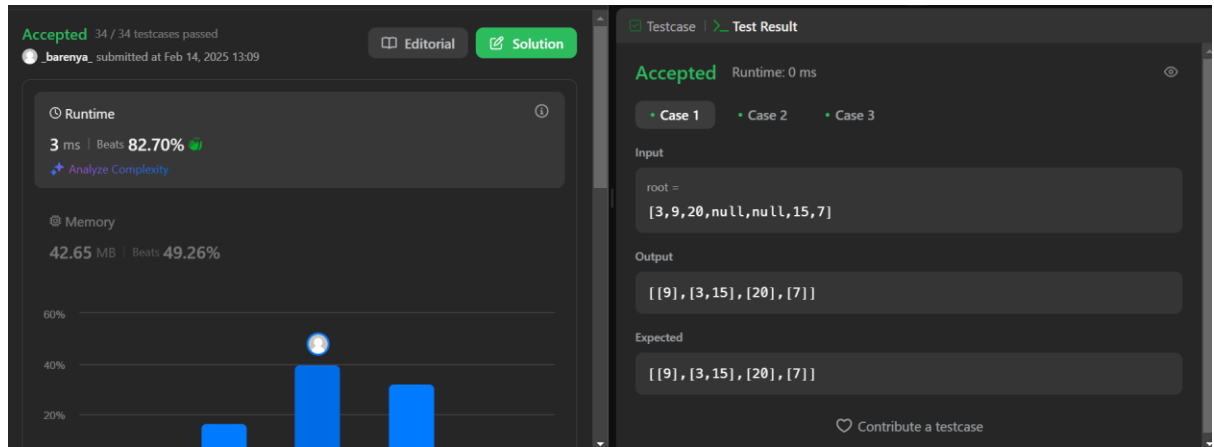 Accepted 34 / 34 testcases passed
_barenya_ submitted at Feb 14, 2025 13:09
Editorial
Solution
Runtime
3 ms | Beats 82.70%
Analyze Complexity
Memory
42.65 MB | Beats 49.26%
60%
40%
20%
Testcase | >_ Test Result
Accepted Runtime: 0 ms
• Case 1 • Case 2 • Case 3
Input
root =
[3,9,20,null,null,15,7]
Output
[[9],[3,15],[20],[7]]
Expected
[[9],[3,15],[20],[7]]
Contribute a testcase